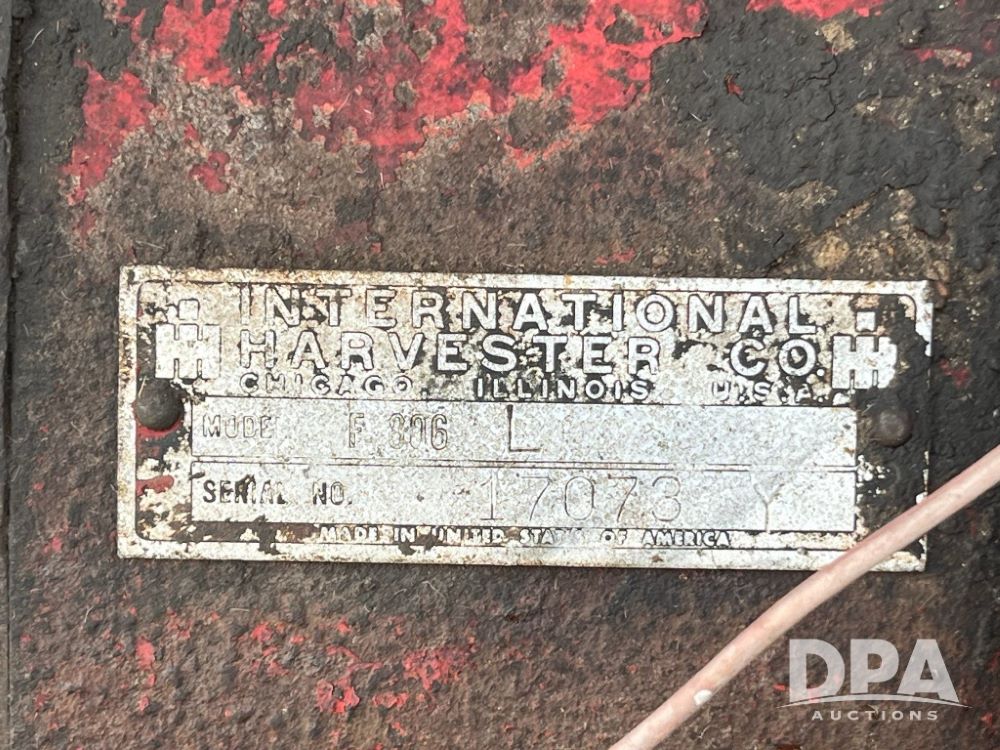 INTERNATIONAL
HARVESTER CO.
CHICAGO, ILLINOIS U.S.A.
MODEL F 806 L
SERIAL NO. 17073 Y
MADE IN UNITED STATES OF AMERICA
DPA
AUCTIONS